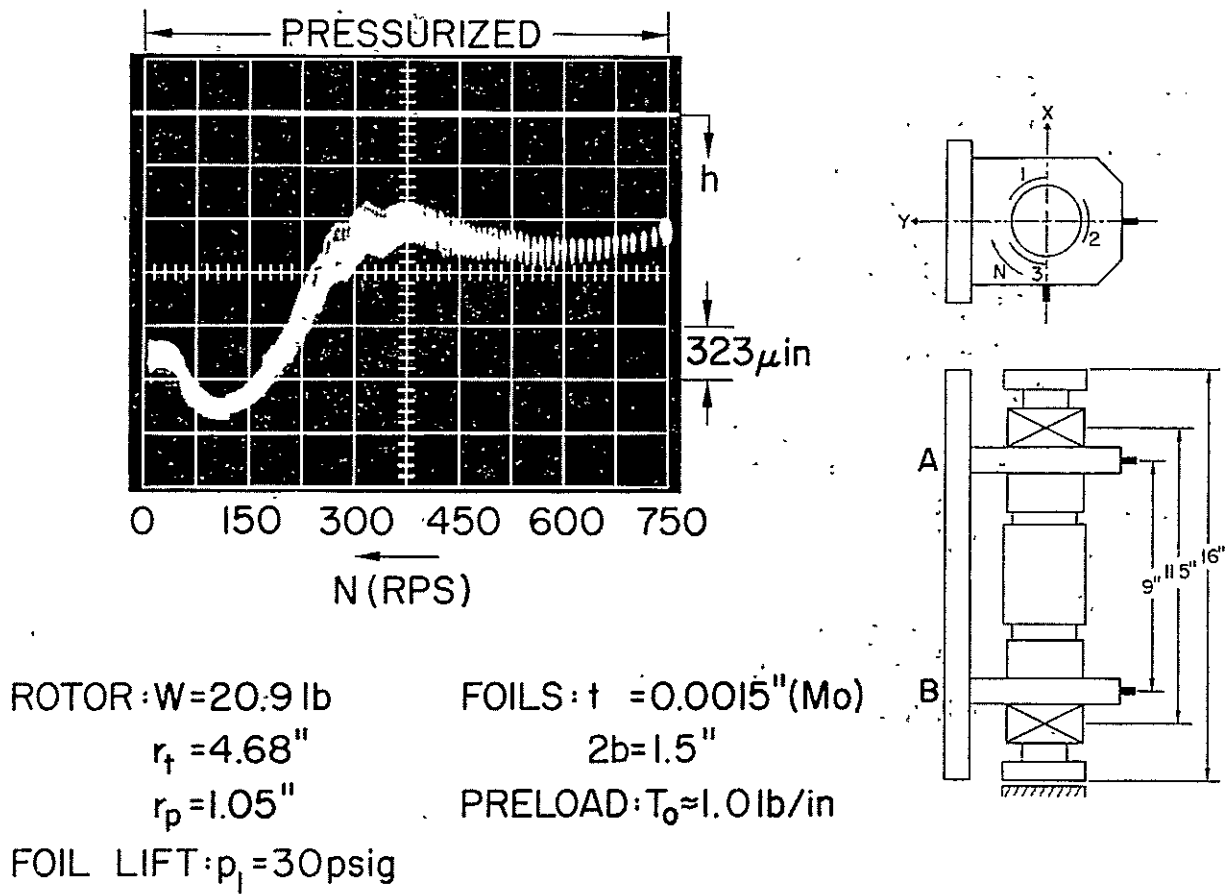 PRESSURIZED
h
323μin
0 150 300 450 600 750
N (RPS)
X
Y
1
2
3
N
A
B
9"
11 5"
16"
ROTOR: W=20.9 lb
r_t = 4.68"
r_p = 1.05"
FOIL LIFT: p_l = 30 psig
FOILS: t = 0.0015" (Mo)
2b = 1.5"
PRELOAD: T_o ≈ 1.0 lb/in